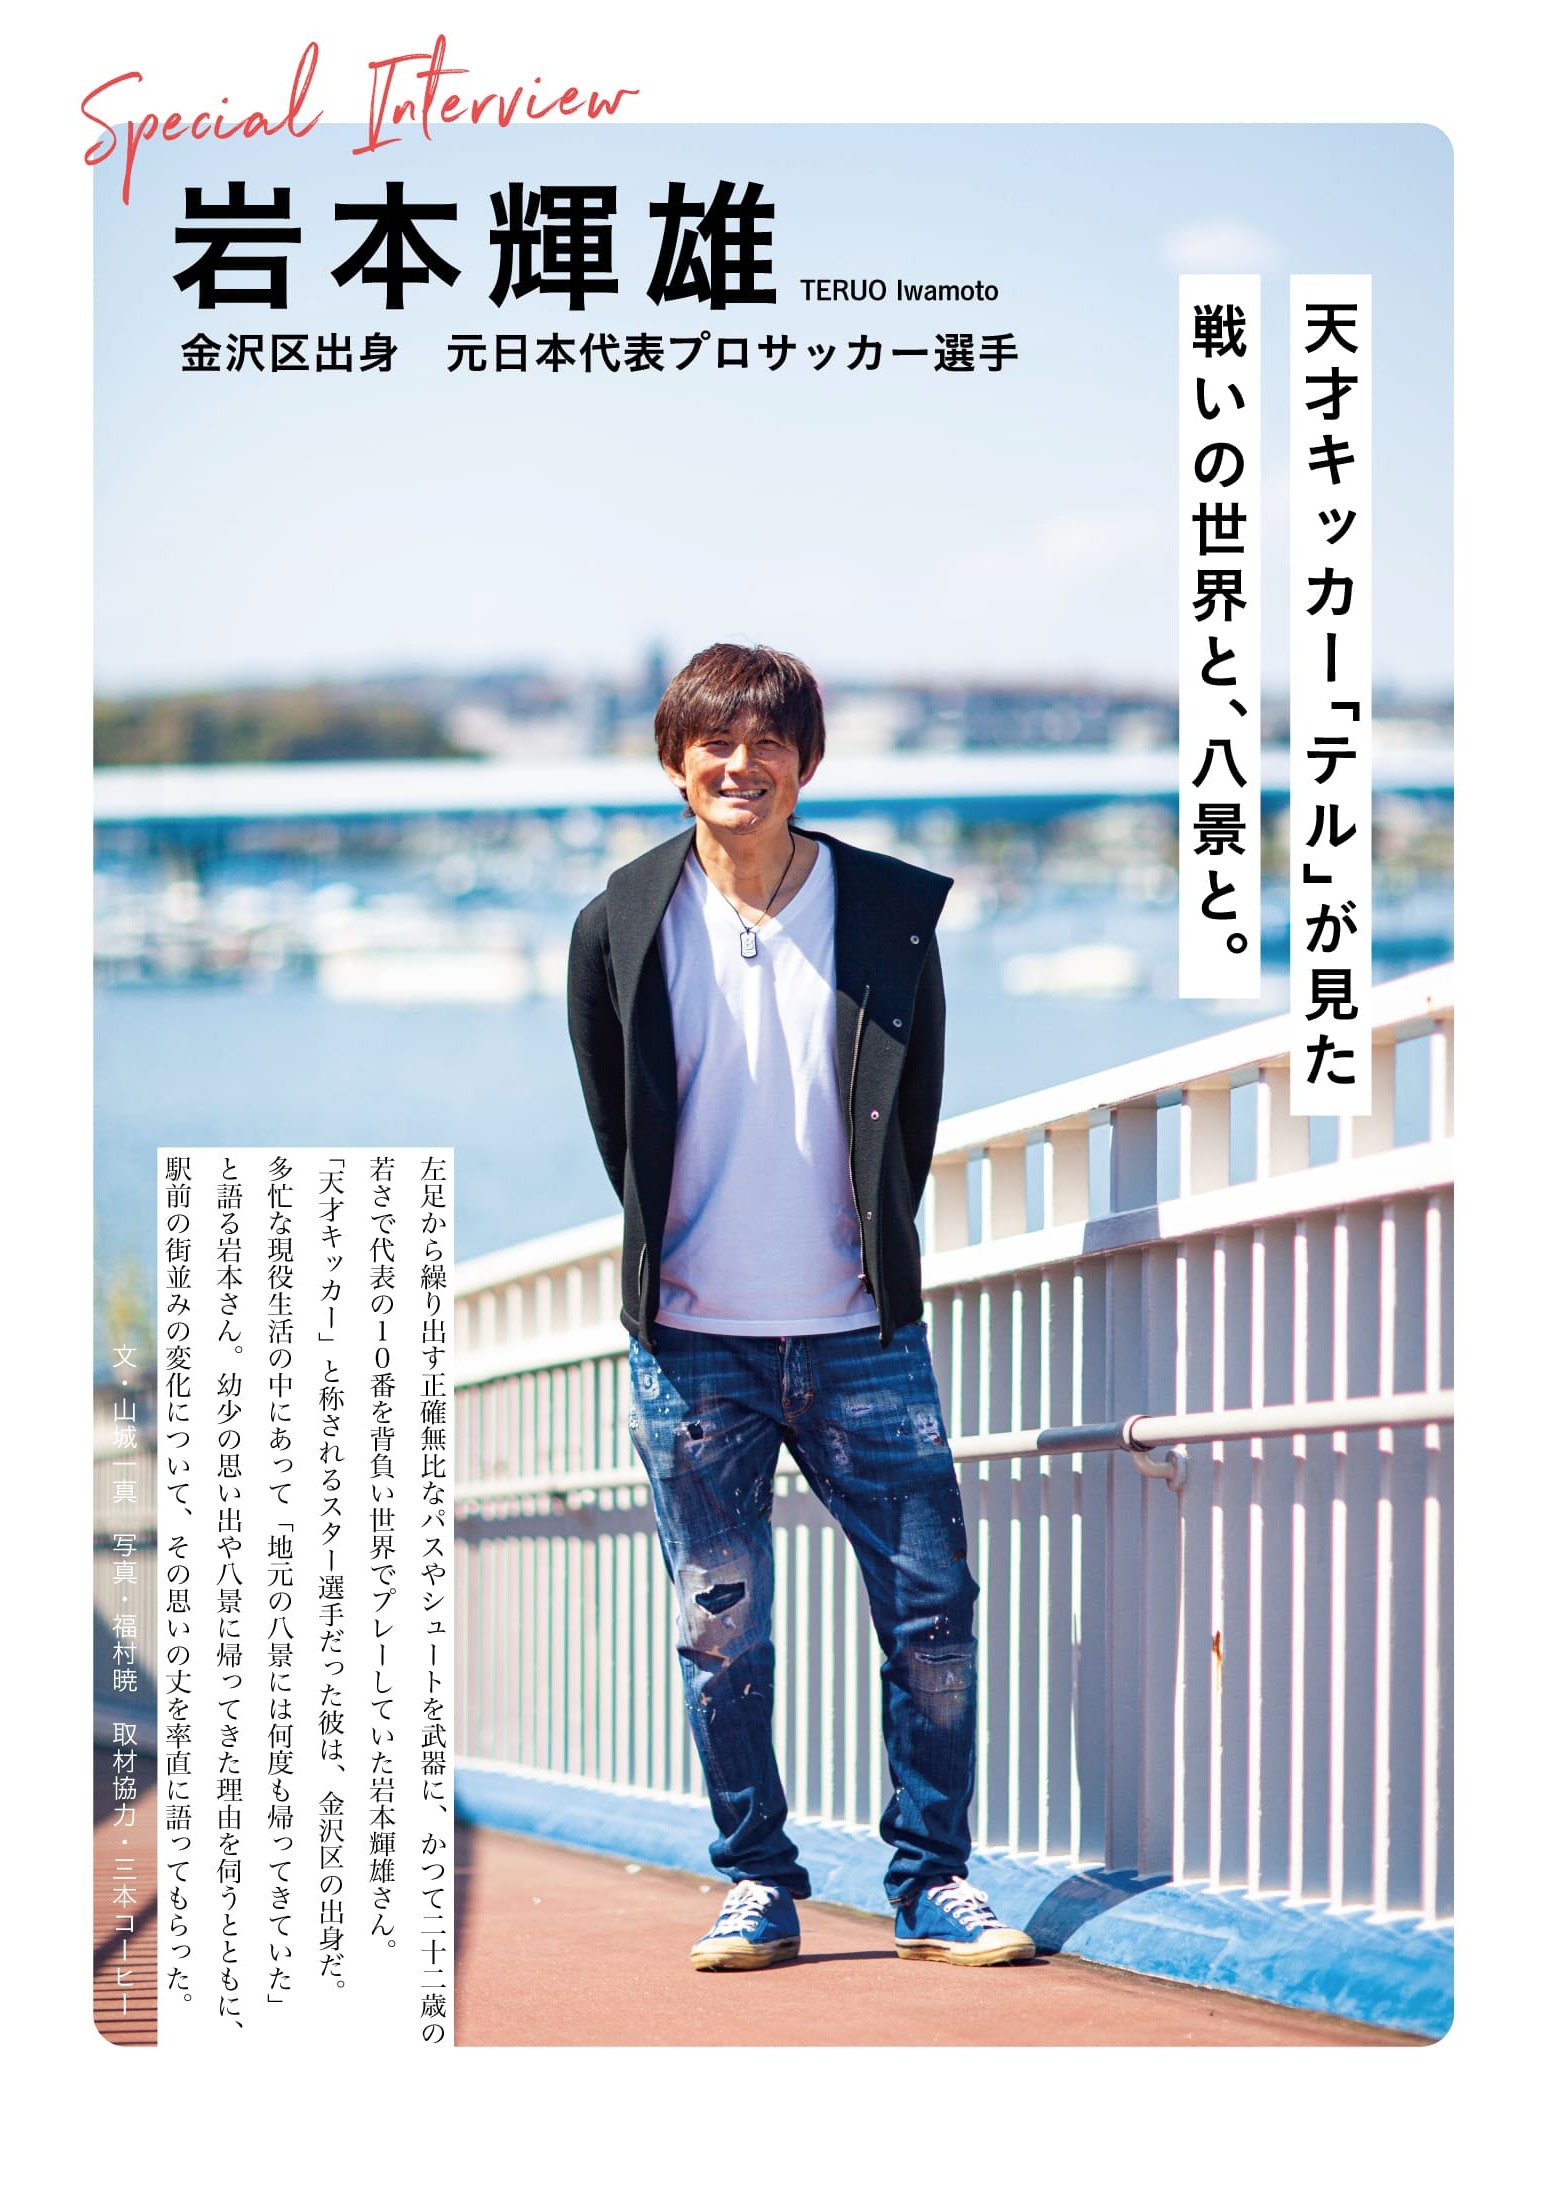 Special Interview
岩本輝雄
TERUO Iwamoto
金沢区出身　元日本代表プロサッカー選手
天才キッカー「テル」が見た
戦いの世界と、八景と。
左足から繰り出す正確無比なパスやシュートを武器に、かつて二十二歳の
若さで代表の10番を背負い世界でプレーしていた岩本輝雄さん。
「天才キッカー」と称されるスター選手だった彼は、金沢区の出身だ。
多忙な現役生活の中にあって「地元の八景には何度も帰ってきていた」
と語る岩本さん。幼少の思い出や八景に帰ってきた理由を伺うとともに、
駅前の街並みの変化について、その思いの丈を率直に語ってもらった。
文・山城一真　写真・福村暁　取材協力・三本コーヒー